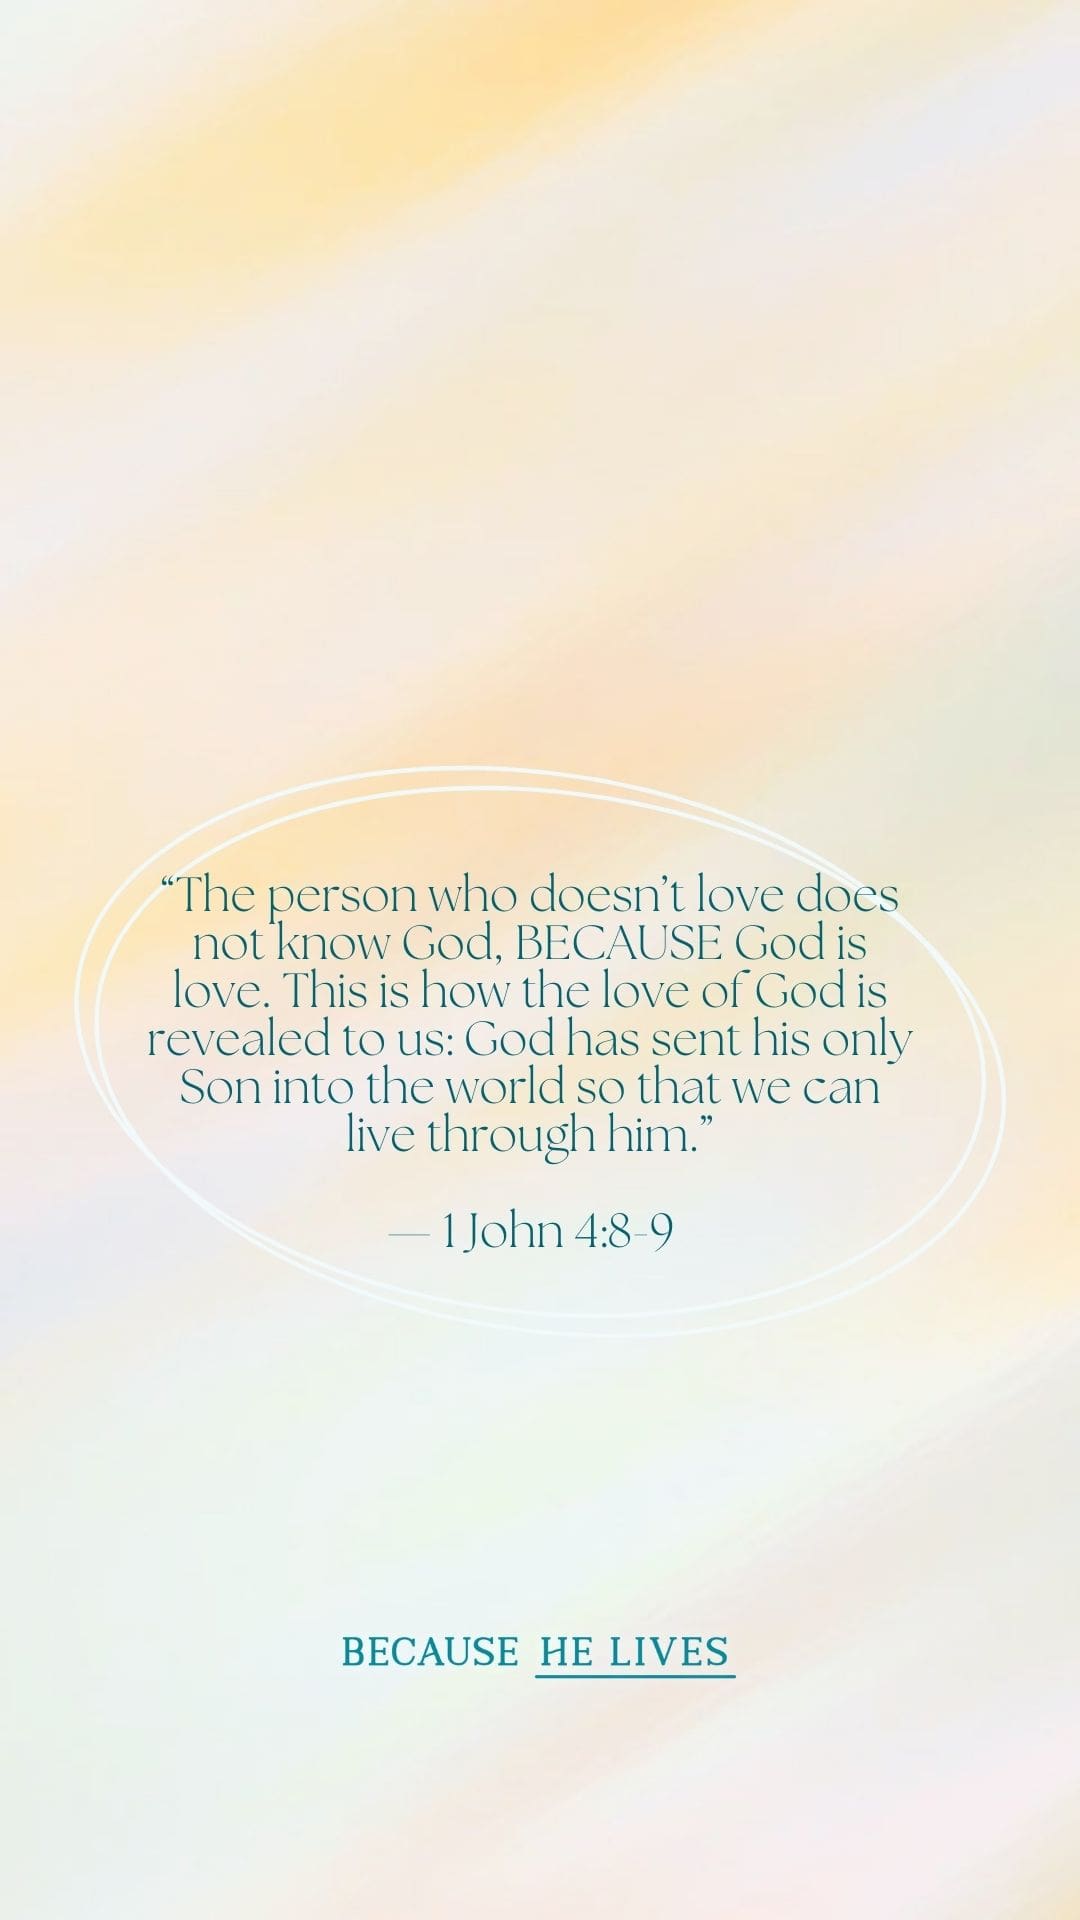 “The person who doesn’t love does
not know God, BECAUSE God is
love. This is how the love of God is
revealed to us: God has sent his only
Son into the world so that we can
live through him.”
— 1 John 4:8-9
BECAUSE HE LIVES